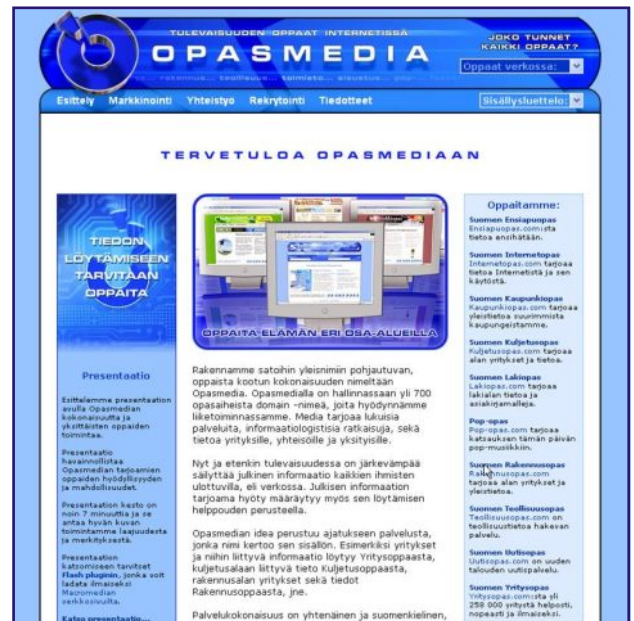 TULEVAISUUDEN OPPAAT INTERNETISSÄ
OPASMEDIA
JOKO TUNNET
KAIKKI OPPAAT?
Oppaat verkossa:
rakennus... teollisuus... toimisto...
Esittely Markkinointi Yhteistyö Rekrytointi Tiedotteet
Sisällysluettelo:
TERVETULOA OPASMEDIAAN
TIEDON
LÖYTÄMISEEN
TARVITAAN
OPPAITA
Presentaatio
Esittelemme presentaation
avulla Opasmedian
kokonaisuutta ja
yksittäisten oppaiden
toimintaa.
Presentaatio
havainnollistaa
Opasmedian tarjoamien
oppaiden hyödyllisyyden
ja mahdollisuudet.
Presentaation kesto on
noin 7 minuuttia ja se
antaa hyvän kuvan
toimintamme laajuudesta
ja merkityksestä.
Presentaation
katsomiseen tarvitset
Flash pluginin, jonka voit
ladata ilmaiseksi
Macromedian
verkkosivuilta.
Katso presentaatio...
OPPAITA ELÄMÄN ERI OSA-ALUEILLA
Rakennamme satoihin yleisnimiin pohjautuvan,
oppaista kootun kokonaisuuden nimeltään
Opasmedia. Opasmedialla on hallinnassaan yli 700
opasaiheista domain -nimeä, joita hyödynnämme
liiketoiminnassamme. Media tarjoaa lukuisia
palveluita, informaatiologistisia ratkaisuja, sekä
tietoa yrityksille, yhteisöille ja yksityisille.
Nyt ja etenkin tulevaisuudessa on järkevämpää
säilyttää julkinen informaatio kaikkien ihmisten
ulottuvilla, eli verkossa. Julkisen informaation
tarjoama hyöty määräytyy myös sen löytämisen
helppouden perusteella.
Opasmedian idea perustuu ajatukseen palvelusta,
jonka nimi kertoo sen sisällön. Esimerkiksi yritykset
ja niihin liittyvä informaatio löytyy Yritysoppaasta,
kuljetusalaan liittyvä tieto Kuljetusoppaasta,
rakennusalan yritykset sekä tiedot
Rakennusoppaasta, jne.
Palvelukokonaisuus on yhtenäinen ja suomenkielinen,
Oppaitamme:
Suomen Ensiapuopas
Ensiapuopas.com:ista
tietoa ensihätään.
Suomen Internetopas
Internetopas.com tarjoaa
tietoa Internetistä ja sen
käytöstä.
Suomen Kaupunkiopas
Kaupunkiopas.com tarjoaa
yleistietoa suurimmista
kaupungeistamme.
Suomen Kuljetusopas
Kuljetusopas.com tarjoaa
alan yritykset ja tietoa.
Suomen Lakiopas
Lakiopas.com tarjoaa
lakialan tietoa ja
asiakirjamalleja.
Pop-opas
Pop-opas.com tarjoaa
katsauksen tämän päivän
pop-musiikkiin.
Suomen Rakennusopas
Rakennusopas.com
tarjoaa alan yritykset ja
yleistietoa.
Suomen Teollisuusopas
Teollisuusopas.com on
teollisuustietoa hakevan
palvelu.
Suomen Uutisopas
Uutisopas.com on uuden
talouden uutispalvelu.
Suomen Yritysopas
Yritysopas.com:sta yli
258 000 yritystä helposti,
nopeasti ja ilmaiseksi.